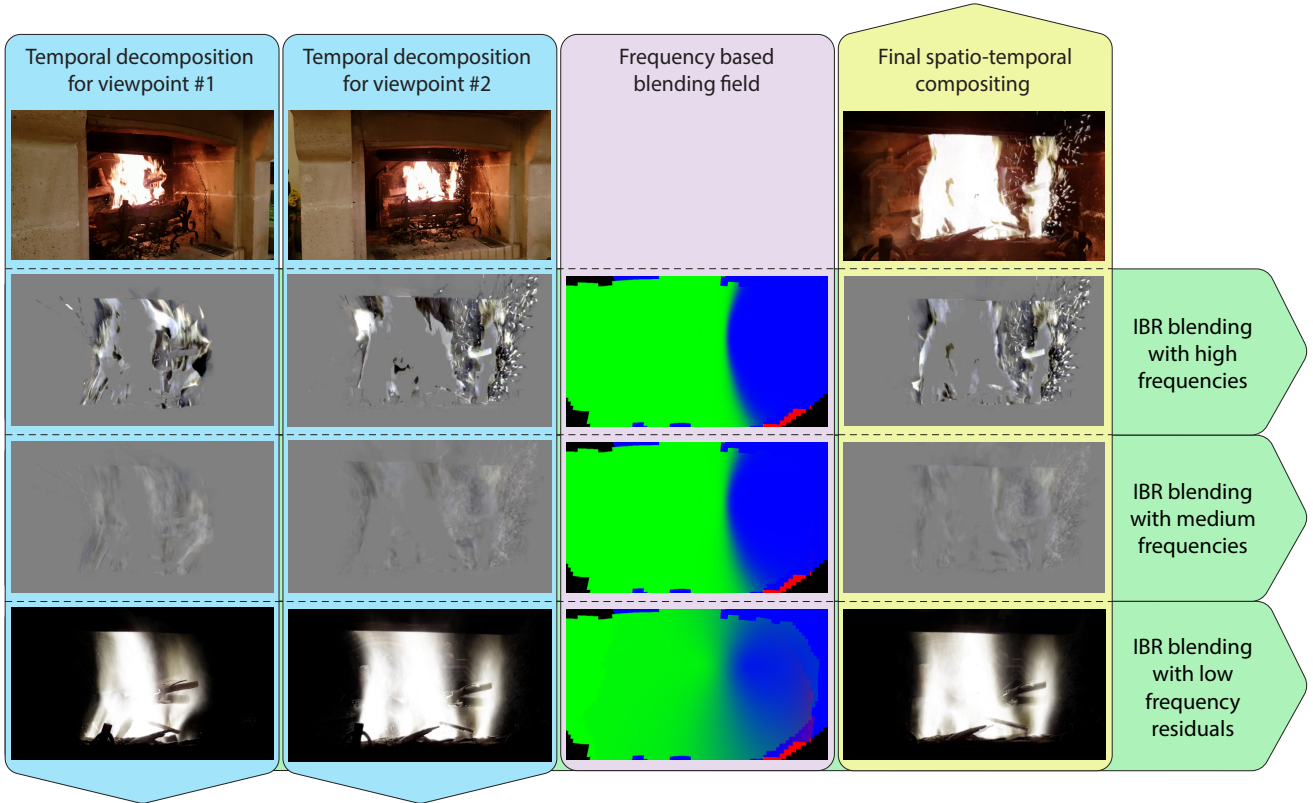 Temporal decomposition
for viewpoint #1
Temporal decomposition
for viewpoint #2
Frequency based
blending field
Final spatio-temporal
compositing
IBR blending
with high
frequencies
IBR blending
with medium
frequencies
IBR blending
with low
frequency
residuals